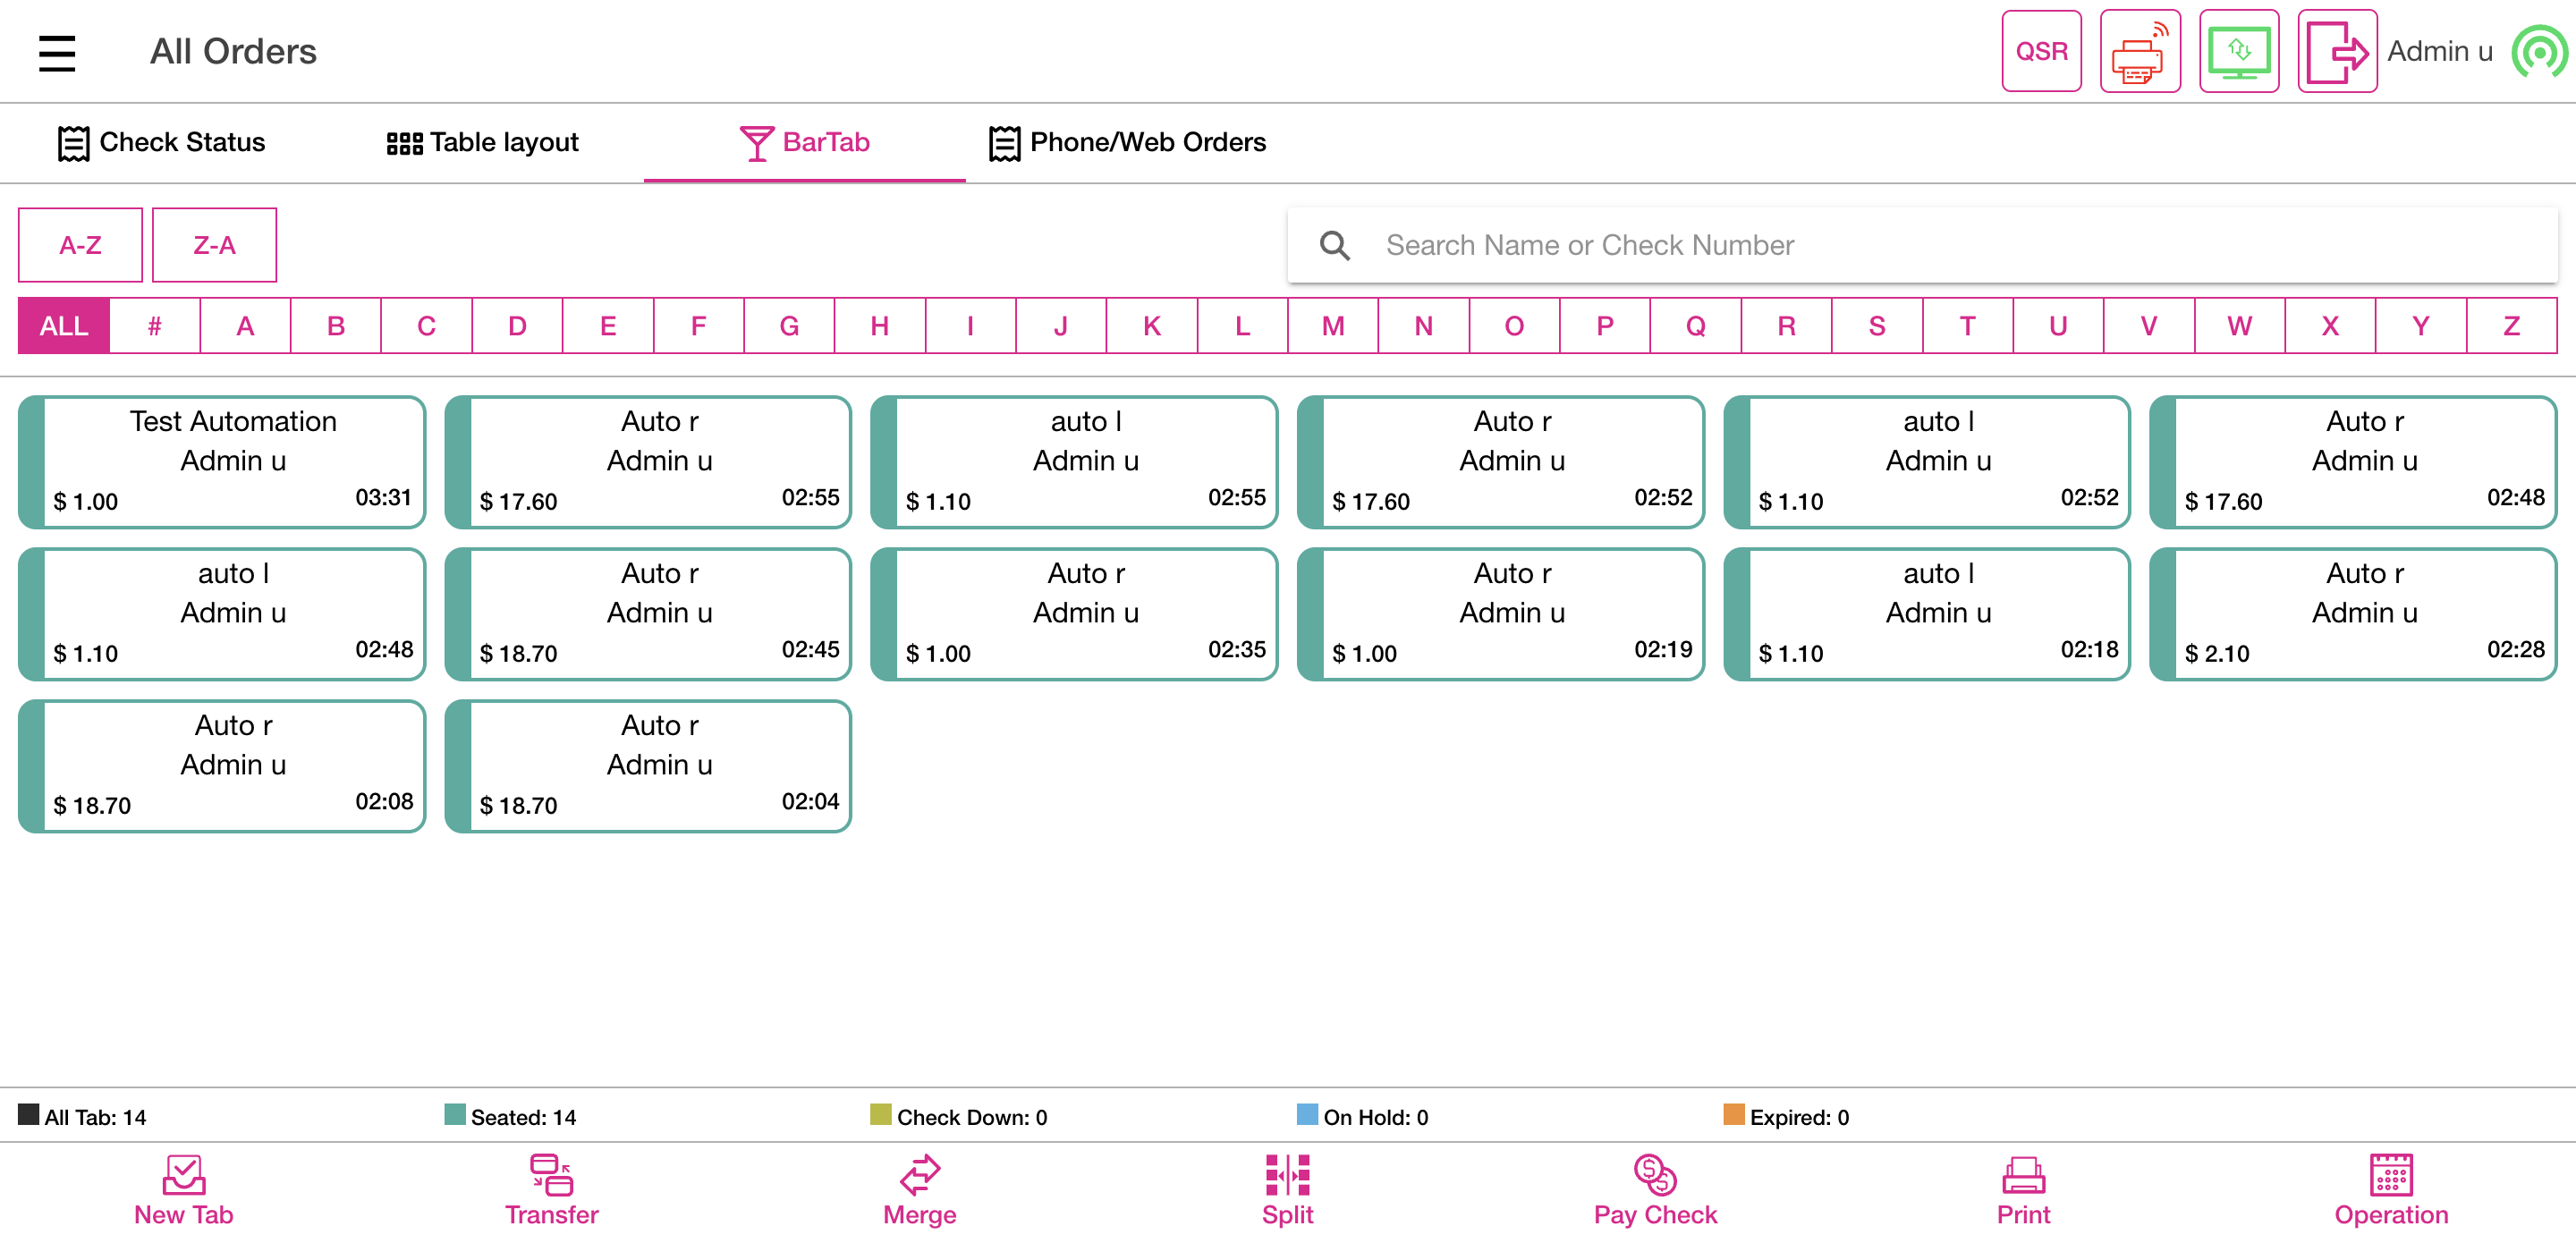 All Orders
QSR
Admin u
Check Status
Table layout
BarTab
Phone/Web Orders
A-Z
Z-A
Search Name or Check Number
ALL # A B C D E F G H I J K L M N O P Q R S T U V W X Y Z
Test Automation
Admin u
$ 1.00 03:31
Auto r
Admin u
$ 17.60 02:55
auto l
Admin u
$ 1.10 02:55
Auto r
Admin u
$ 17.60 02:52
auto l
Admin u
$ 1.10 02:52
Auto r
Admin u
$ 17.60 02:48
auto l
Admin u
$ 1.10 02:48
Auto r
Admin u
$ 18.70 02:45
Auto r
Admin u
$ 1.00 02:35
Auto r
Admin u
$ 1.00 02:19
auto l
Admin u
$ 1.10 02:18
Auto r
Admin u
$ 2.10 02:28
Auto r
Admin u
$ 18.70 02:08
Auto r
Admin u
$ 18.70 02:04
All Tab: 14
Seated: 14
Check Down: 0
On Hold: 0
Expired: 0
New Tab
Transfer
Merge
Split
Pay Check
Print
Operation